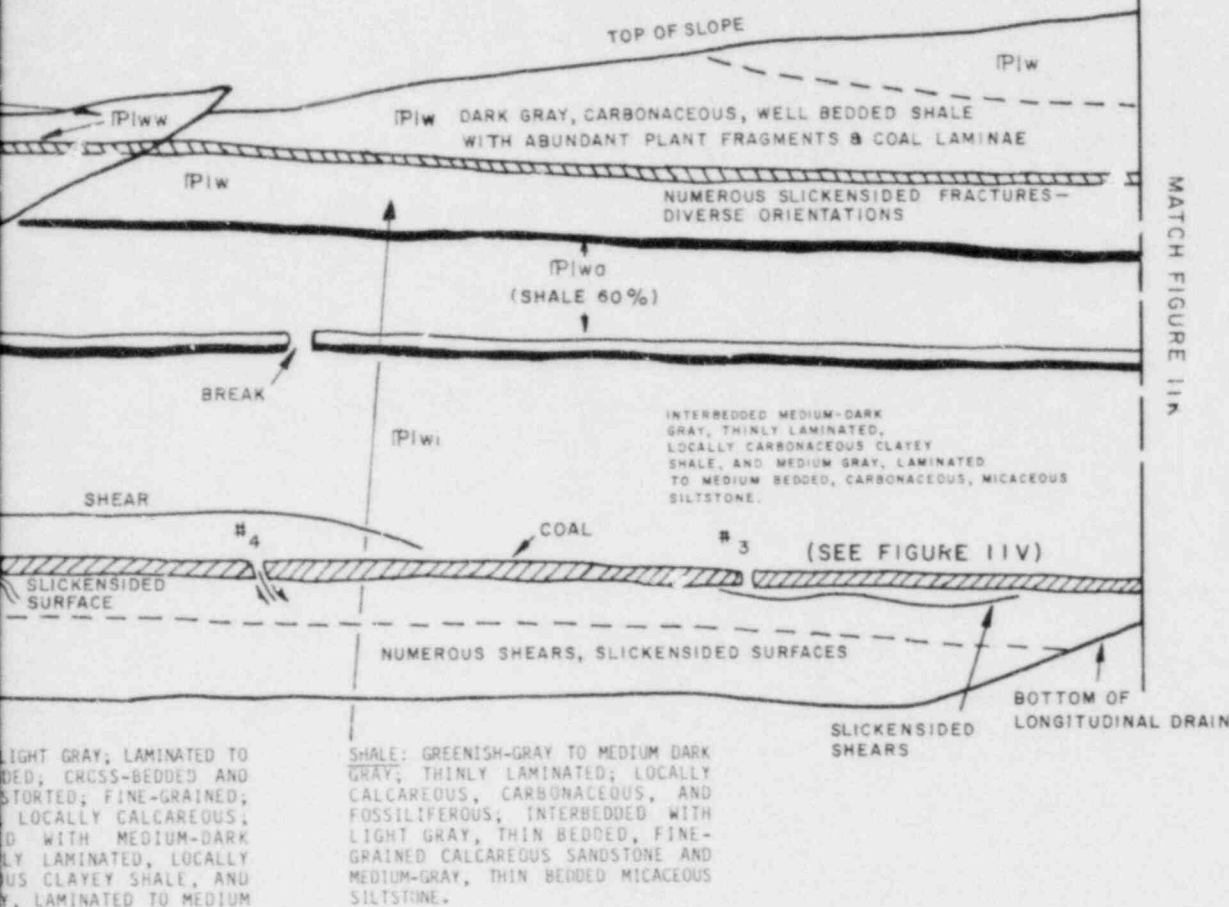 TOP OF SLOPE
IPlw
IPlww
IPlw DARK GRAY, CARBONACEOUS, WELL BEDDED SHALE
WITH ABUNDANT PLANT FRAGMENTS & COAL LAMINAE
IPlw
NUMEROUS SLICKENSIDED FRACTURES—
DIVERSE ORIENTATIONS
IPlwa
(SHALE 60%)
MATCH FIGURE
BREAK
IPlwi
INTERBEDDED MEDIUM-DARK
GRAY, THINLY LAMINATED,
LOCALLY CARBONACEOUS CLAYEY
SHALE, AND MEDIUM GRAY, LAMINATED
TO MEDIUM BEDDED, CARBONACEOUS, MICACEOUS
SILTSTONE.
SHEAR
#4
COAL
#3
(SEE FIGURE 11V)
SLICKENSIDED
SURFACE
NUMEROUS SHEARS, SLICKENSIDED SURFACES
SLICKENSIDED
SHEARS
BOTTOM OF
LONGITUDINAL DRAIN
LIGHT GRAY; LAMINATED TO
DED; CROSS-BEDDED AND
STORTED; FINE-GRAINED;
LOCALLY CALCAREOUS;
D WITH MEDIUM-DARK
LY LAMINATED, LOCALLY
US CLAYEY SHALE, AND
Y, LAMINATED TO MEDIUM
SHALE: GREENISH-GRAY TO MEDIUM DARK
GRAY; THINLY LAMINATED; LOCALLY
CALCAREOUS, CARBONACEOUS, AND
FOSSILIFEROUS; INTERBEDDED WITH
LIGHT GRAY, THIN BEDDED, FINE-
GRAINED CALCAREOUS SANDSTONE AND
MEDIUM-GRAY, THIN BEDDED MICACEOUS
SILTSTONE.